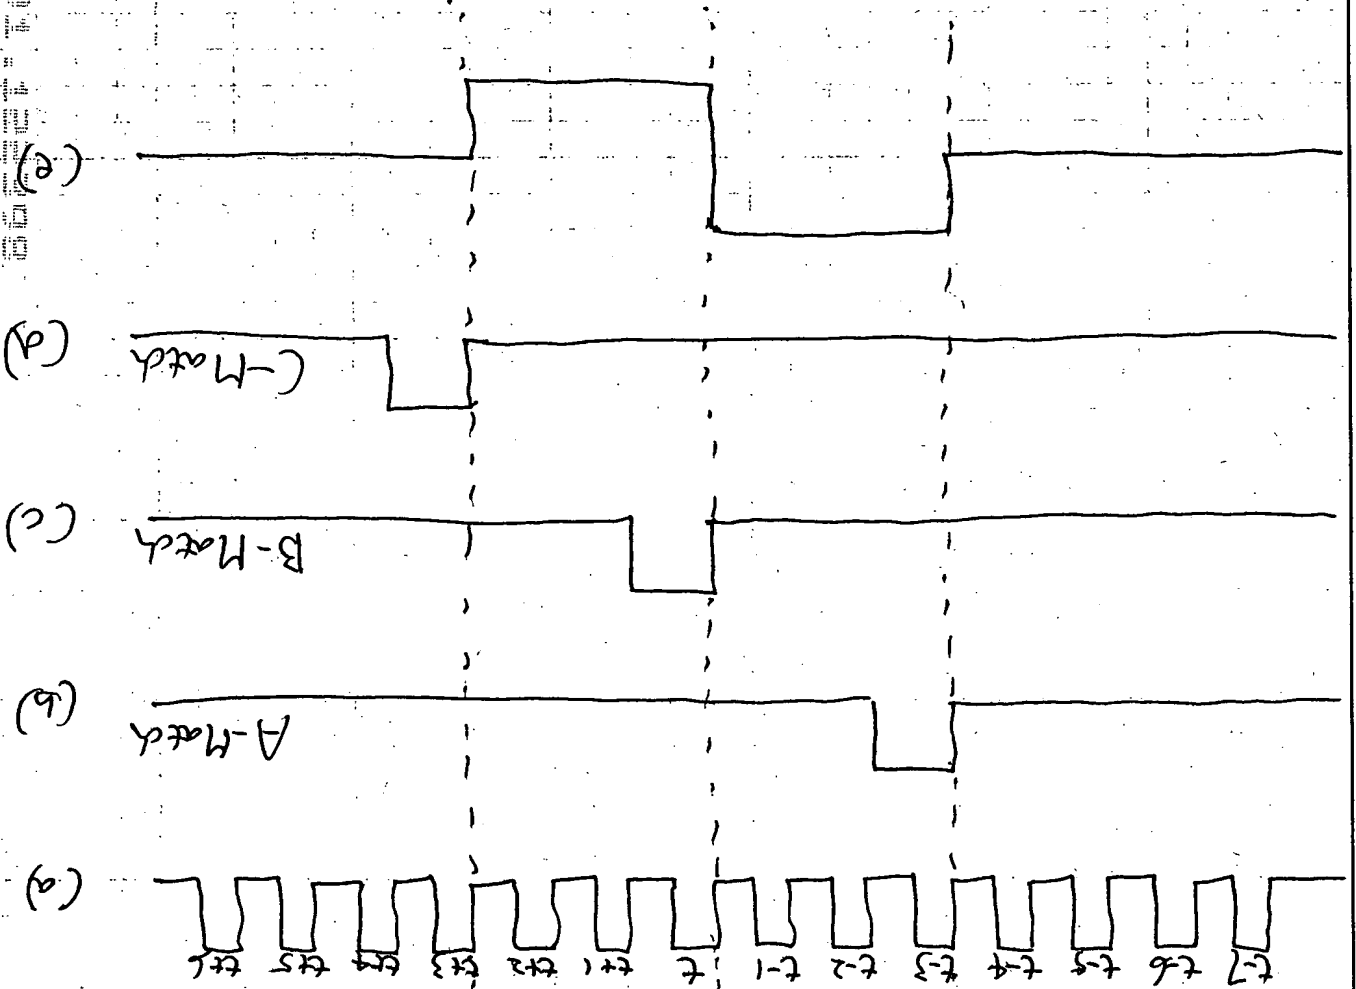 t-7 t-6 t-5 t-4 t-3 t-2 t-1 t t+1 t+2 t+3 t+4 t+5 t+6
(a)
A-Match
(b)
B-Match
(c)
C-Match
(d)
(e)